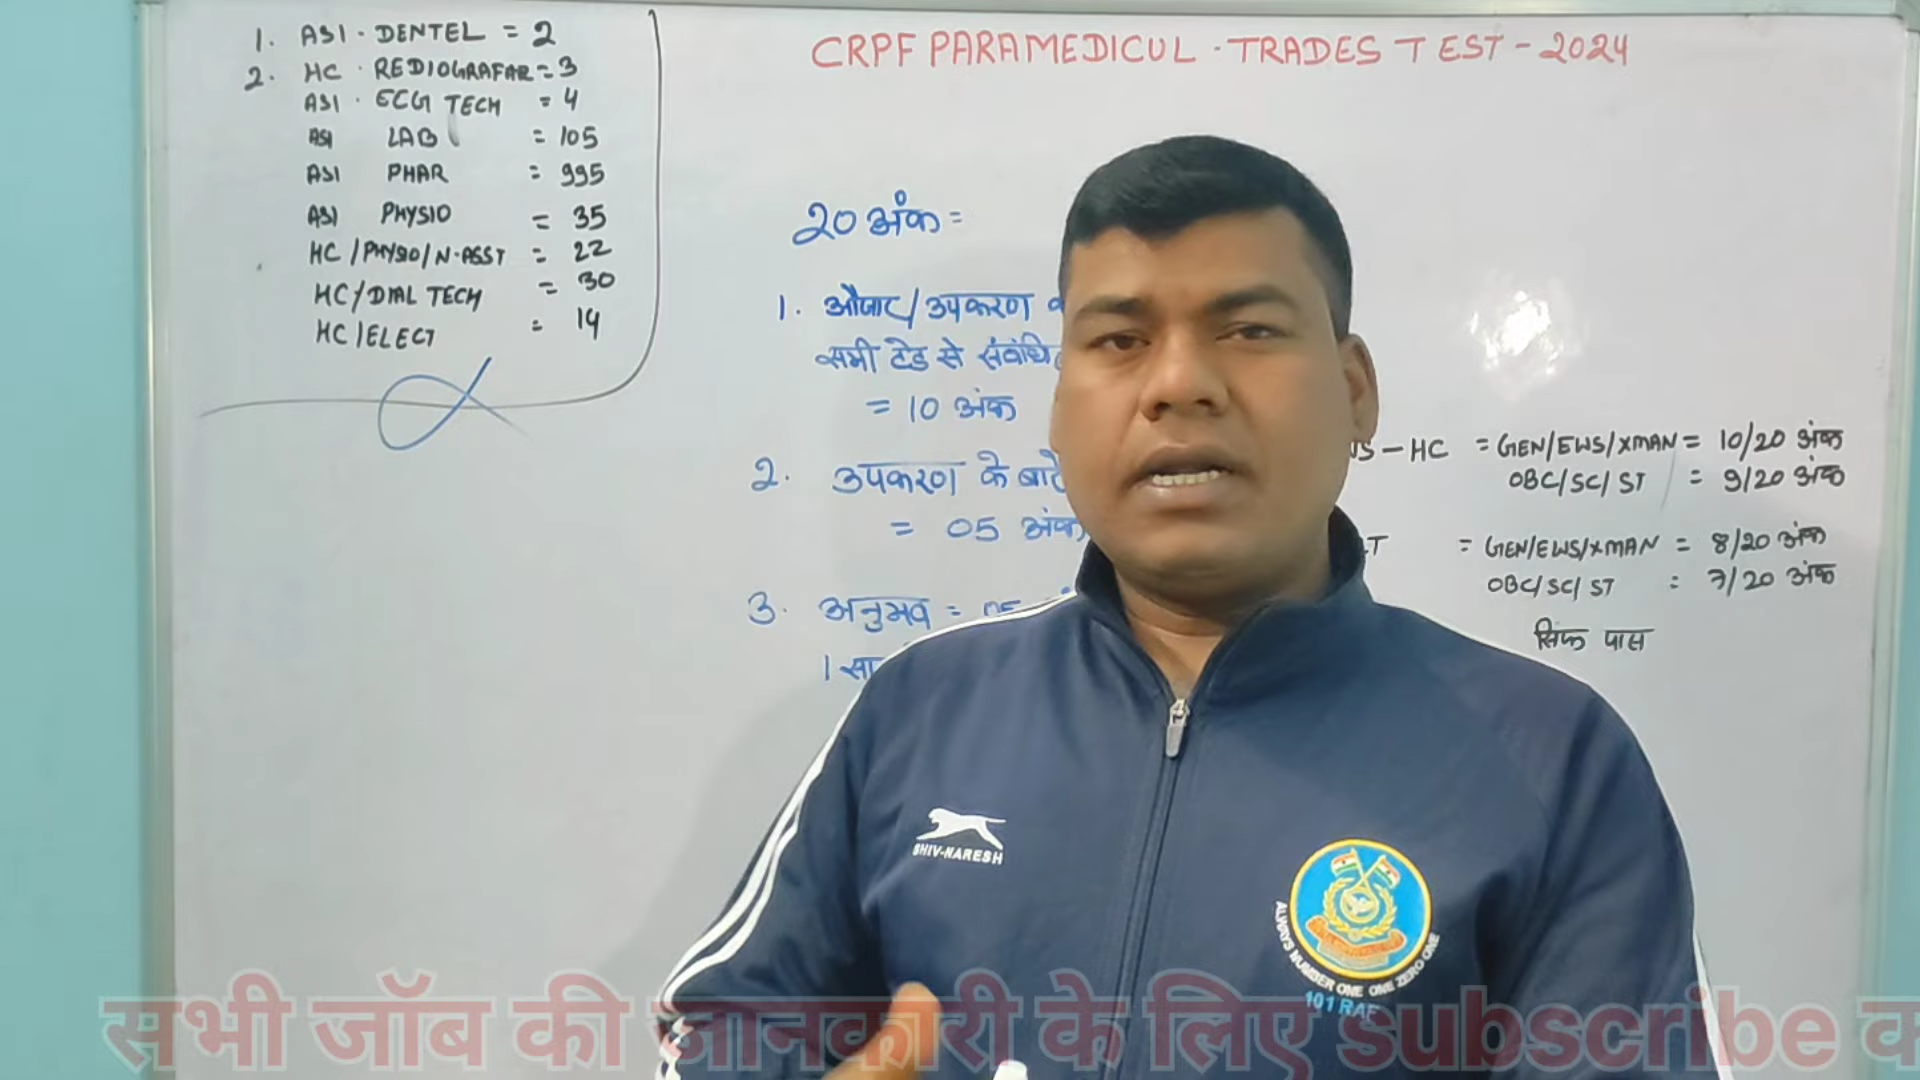 1. ASI. DENTEL = 2
2. HC. REDIOGRAFAR = 3
ASI. ECG TECH = 4
ASI LAB = 105
ASI PHAR = 995
ASI PHYSIO = 35
HC/PHYSO/N.ASST = 22
HC/DIAL TECH = 30
HC/ELECT = 14
CRPF PARAMEDICUL. TRADES TEST - 2024
20 अंक =
1. औजार/उपकरण
सभी टेड से संबंधि
= 10 अंक
2. उपकरण के बारे
= 05 अंक
3. अनुभव =
1 सा
- HC = GEN/EWS/XMAN = 10/20 अंक
OBC/SC/ST = 9/20 अंक
T = GEN/EWS/XMAN = 8/20 अंक
OBC/SC/ST = 7/20 अंक
सिर्फ पास
SHIV-NARESH
ALWAYS NUMBER ONE ONE ZERO ONE
101 RAF
सभी जॉब की जानकारी के लिए subscribe क